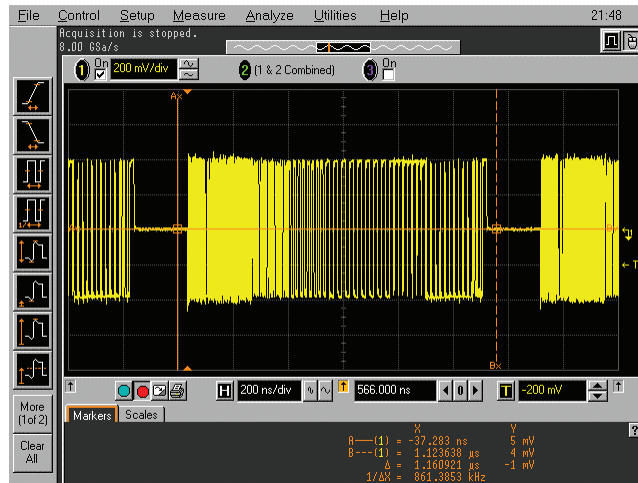 File Control Setup Measure Analyze Utilities Help 21:48
Acquisition is stopped.
8.00 GSa/s
1 On 200 mV/div 2 (1 & 2 Combined) 3 On
Ax
T
Bx
H 200 ns/div 566.000 ns 0 T -200 mV
More
(1 of 2)
Clear
All
Markers Scales
?
X Y
A——(1) = -37.283 ns 5 mV
B---(1) = 1.123638 µs 4 mV
Δ = 1.160921 µs -1 mV
1/ΔX = 861.3853 kHz